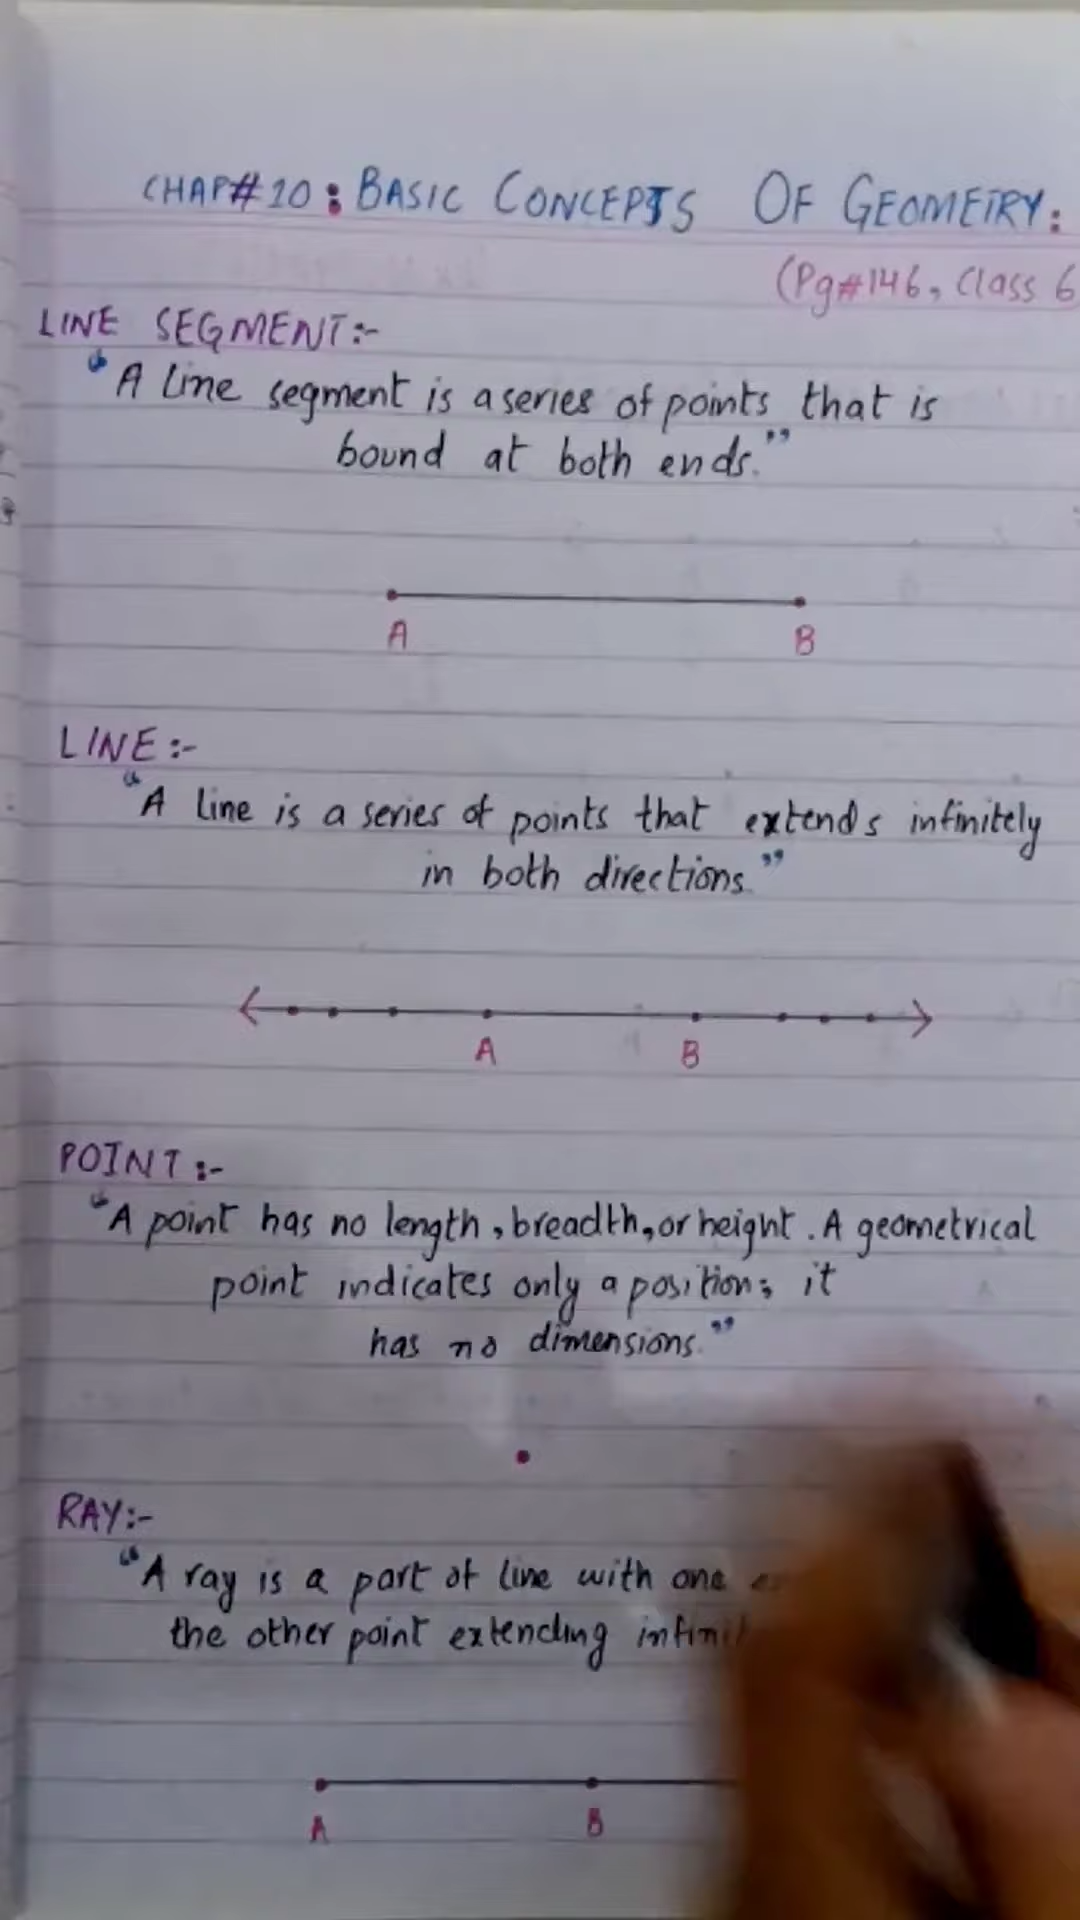 CHAP#10: BASIC CONCEPTS OF GEOMETRY:
(Pg#146, Class 6
LINE SEGMENT:-
"A line segment is a series of points that is
bound at both ends."
A B
LINE:-
"A line is a series of points that extends infinitely
in both directions."
A B
POINT:-
"A point has no length, breadth, or height. A geometrical
point indicates only a position; it
has no dimensions."
RAY:-
"A ray is a part of line with one
the other point extending
A B